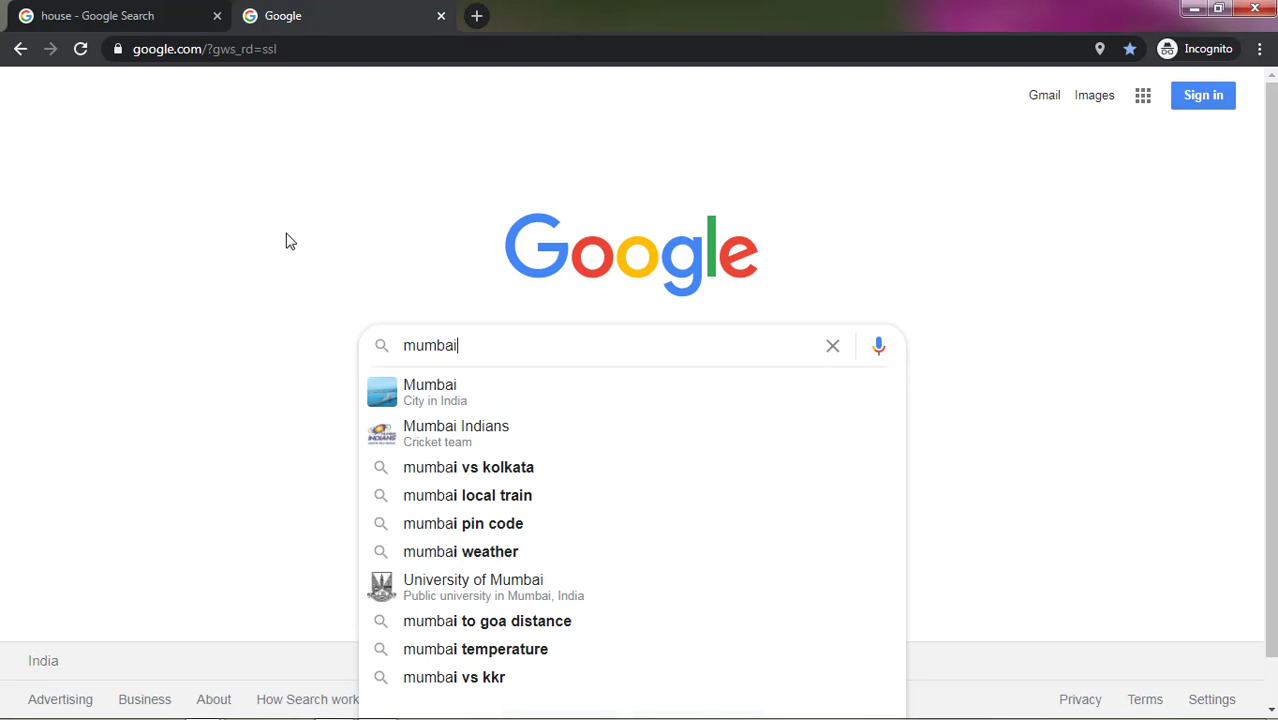 house - Google Search
Google
google.com/?gws_rd=ssl
Incognito
Gmail Images Sign in
Google
mumbai
Mumbai
City in India
Mumbai Indians
Cricket team
mumbai vs kolkata
mumbai local train
mumbai pin code
mumbai weather
University of Mumbai
Public university in Mumbai, India
mumbai to goa distance
mumbai temperature
mumbai vs kkr
India
Advertising Business About How Search work Privacy Terms Settings